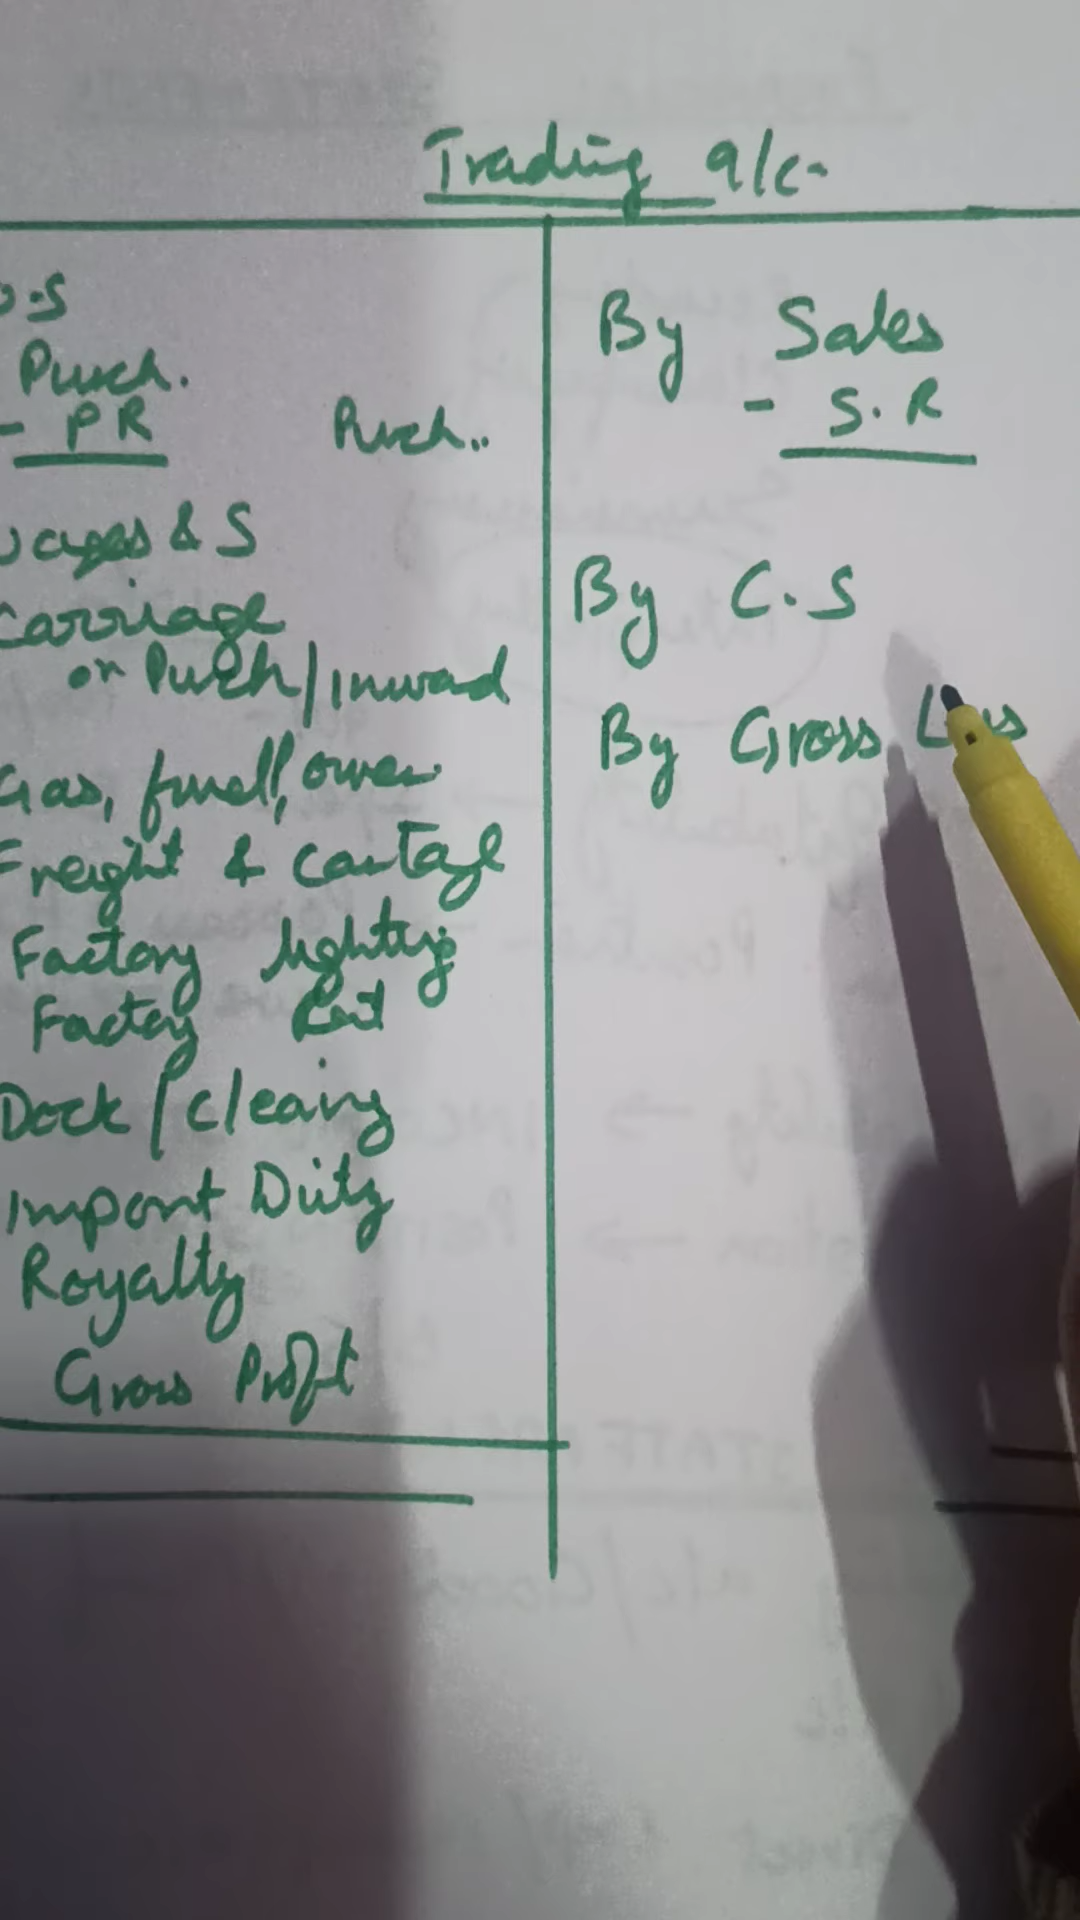 Trading a/c-
O.S
Purch.
- PR Purch..
Wages & S
Carriage
on Purch/Inward
Gas, fuel, 
Freight & Cartage
Factory lighting
Factory Rent
Dock/Clearing
Import Duty
Royalty
Gross Profit
By Sales
- S.R
By C.S
By Gross Loss